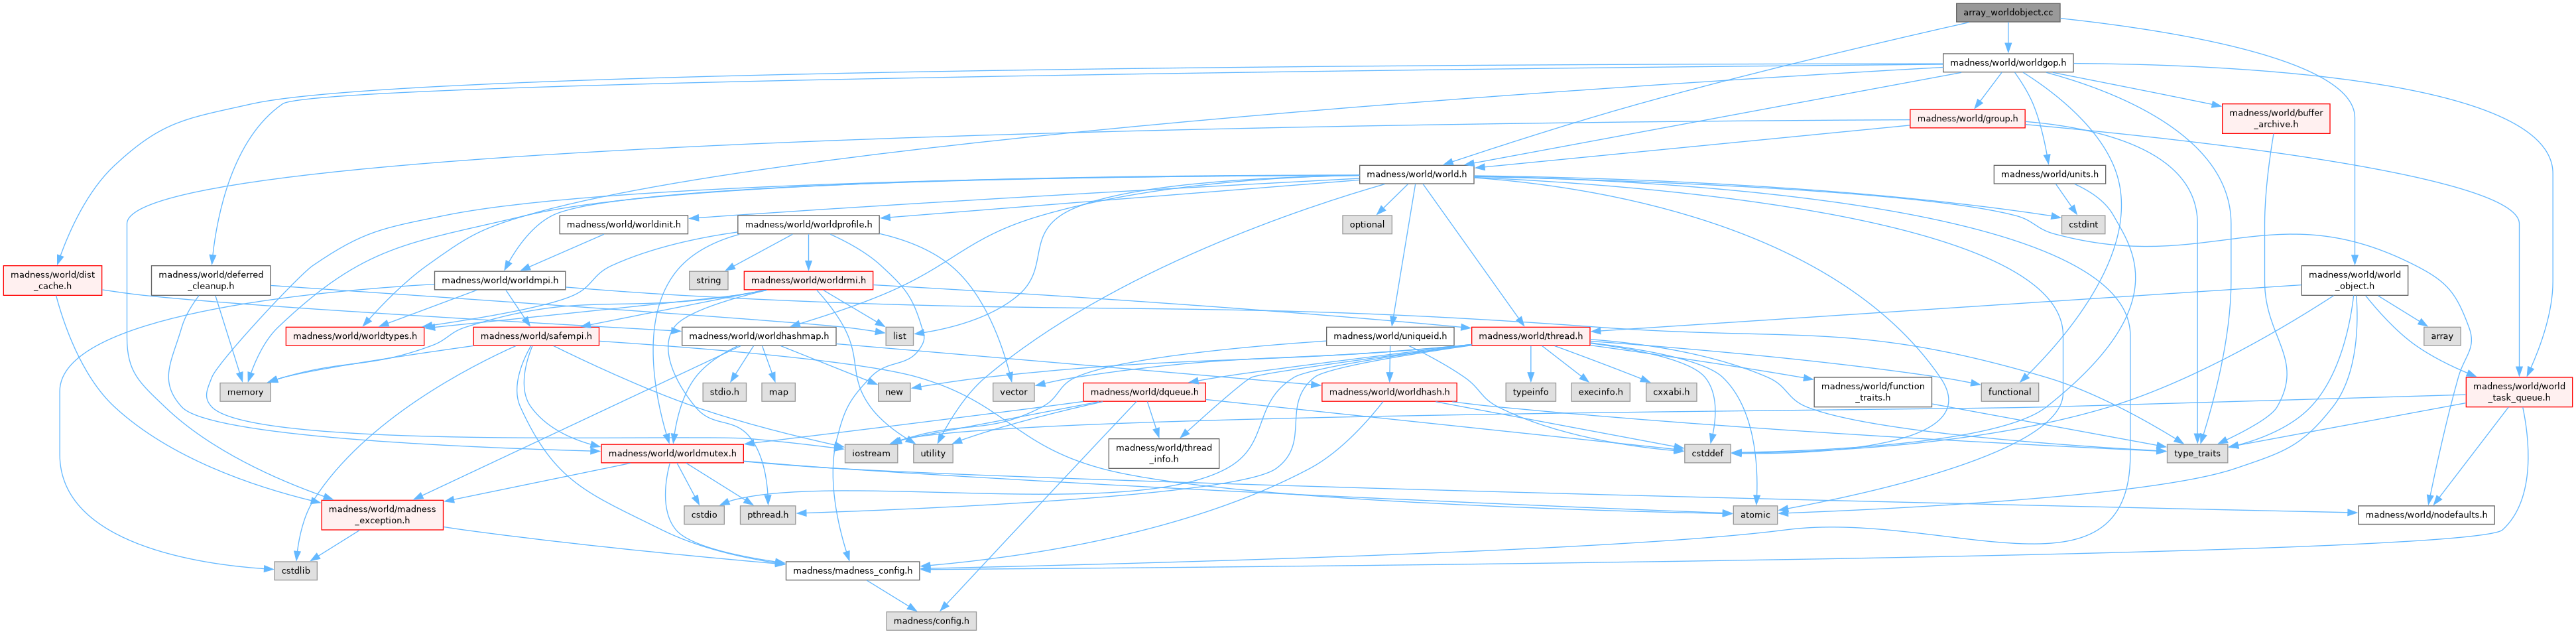 array_worldobject.cc
madness/world/worldgop.h
madness/world/group.h
madness/world/buffer
_archive.h
madness/world/world.h
madness/world/units.h
madness/world/worldinit.h
madness/world/worldprofile.h
optional
cstdint
madness/world/dist
_cache.h
madness/world/deferred
_cleanup.h
madness/world/worldmpi.h
string
madness/world/worldrmi.h
madness/world/world
_object.h
madness/world/worldtypes.h
madness/world/safempi.h
madness/world/worldhashmap.h
list
madness/world/uniqueid.h
madness/world/thread.h
array
memory
stdio.h
map
new
vector
madness/world/dqueue.h
madness/world/worldhash.h
typeinfo
execinfo.h
cxxabi.h
madness/world/function
_traits.h
functional
madness/world/world
_task_queue.h
madness/world/worldmutex.h
iostream
utility
madness/world/thread
_info.h
cstddef
type_traits
madness/world/madness
_exception.h
cstdio
pthread.h
atomic
madness/world/nodefaults.h
cstdlib
madness/madness_config.h
madness/config.h